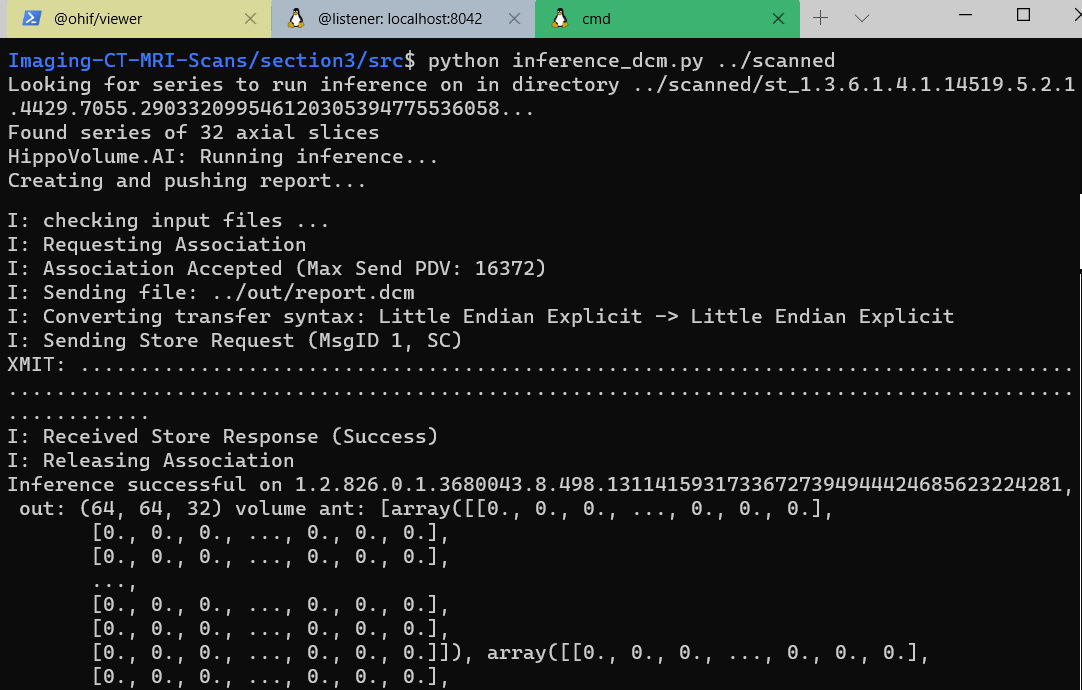 @ohif/viewer
@listener: localhost:8042
cmd
Imaging-CT-MRI-Scans/section3/src$ python inference_dcm.py ../scanned
Looking for series to run inference on in directory ../scanned/st_1.3.6.1.4.1.14519.5.2.1
.4429.7055.290332099546120305394775536058...
Found series of 32 axial slices
HippoVolume.AI: Running inference...
Creating and pushing report...
I: checking input files ...
I: Requesting Association
I: Association Accepted (Max Send PDV: 16372)
I: Sending file: ../out/report.dcm
I: Converting transfer syntax: Little Endian Explicit -> Little Endian Explicit
I: Sending Store Request (MsgID 1, SC)
XMIT: ...................................................................................
.........................................................................................
............
I: Received Store Response (Success)
I: Releasing Association
Inference successful on 1.2.826.0.1.3680043.8.498.13114159317336727394944424685623224281,
 out: (64, 64, 32) volume ant: [array([[0., 0., 0., ..., 0., 0., 0.],
       [0., 0., 0., ..., 0., 0., 0.],
       [0., 0., 0., ..., 0., 0., 0.],
       ...,
       [0., 0., 0., ..., 0., 0., 0.],
       [0., 0., 0., ..., 0., 0., 0.],
       [0., 0., 0., ..., 0., 0., 0.]]), array([[0., 0., 0., ..., 0., 0., 0.],
       [0., 0., 0., ..., 0., 0., 0.],